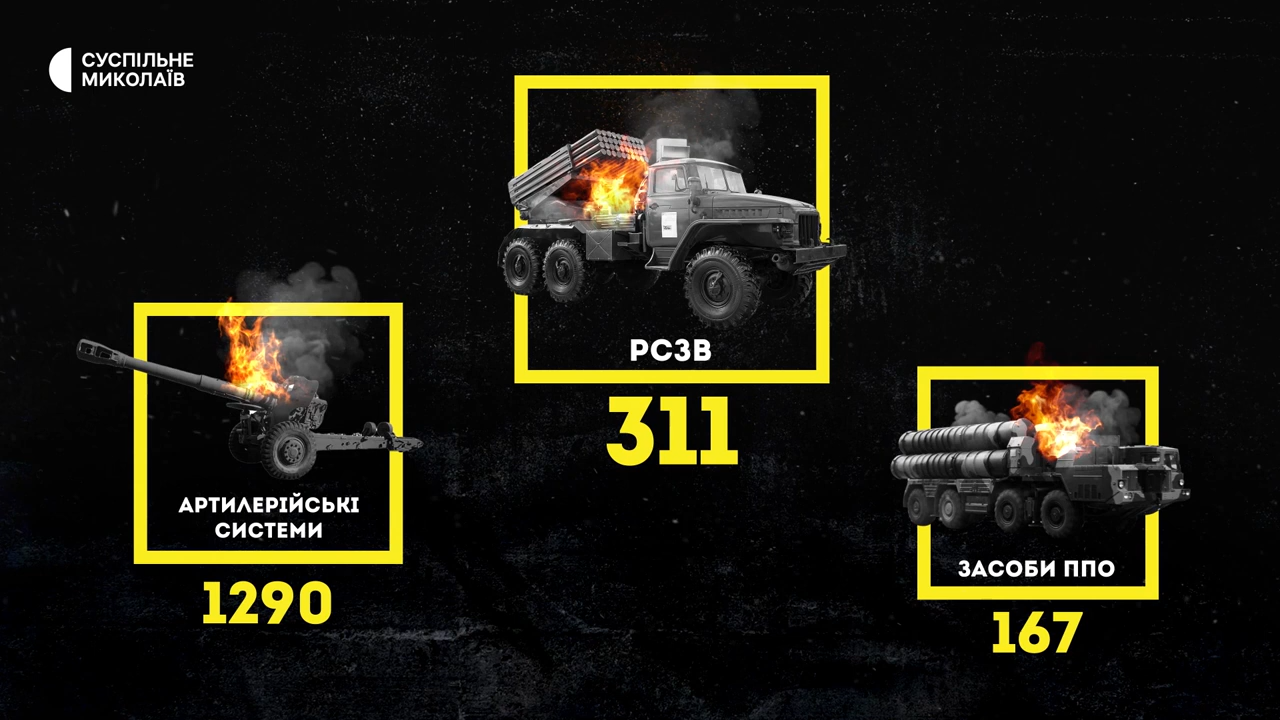 СУСПІЛЬНЕ
МИКОЛАЇВ
РСЗВ
311
АРТИЛЕРІЙСЬКІ
СИСТЕМИ
1290
ЗАСОБИ ППО
167